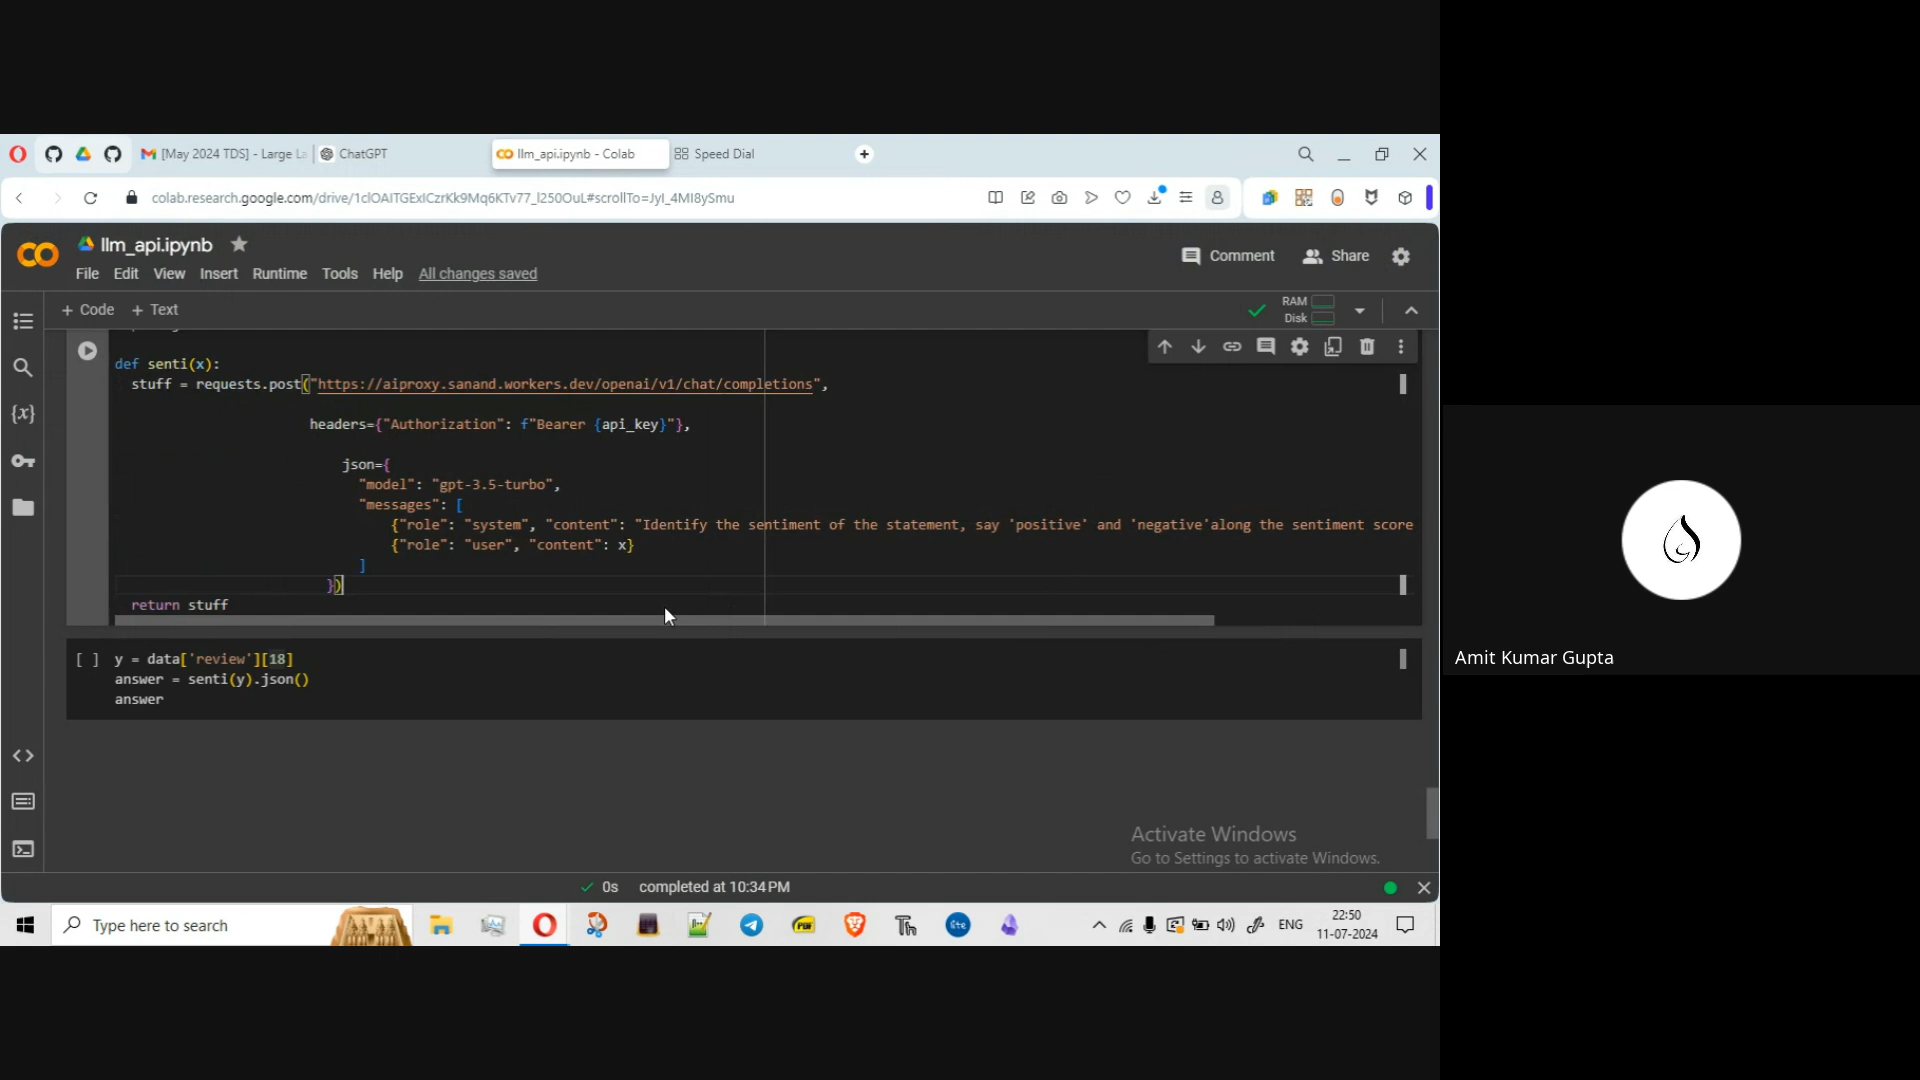 [May 2024 TDS] - Large La
ChatGPT
llm_api.ipynb - Colab
Speed Dial
colab.research.google.com/drive/1clOAITGExICzrKk9Mq6KTv77_l250OuL#scrollTo=JyI_4MI8ySmu
llm_api.ipynb
Comment
Share
File Edit View Insert Runtime Tools Help All changes saved
+ Code + Text
RAM
Disk
def senti(x):
stuff = requests.post("https://aiproxy.sanand.workers.dev/openai/v1/chat/completions",
headers={"Authorization": f"Bearer {api_key}"},
json={
"model": "gpt-3.5-turbo",
"messages": [
{"role": "system", "content": "Identify the sentiment of the statement, say 'positive' and 'negative'along the sentiment score
{"role": "user", "content": x}
]
})
return stuff
[ ] y = data['review'][18]
answer = senti(y).json()
answer
Amit Kumar Gupta
Activate Windows
Go to Settings to activate Windows.
0s completed at 10:34 PM
Type here to search
ENG
22:50
11-07-2024